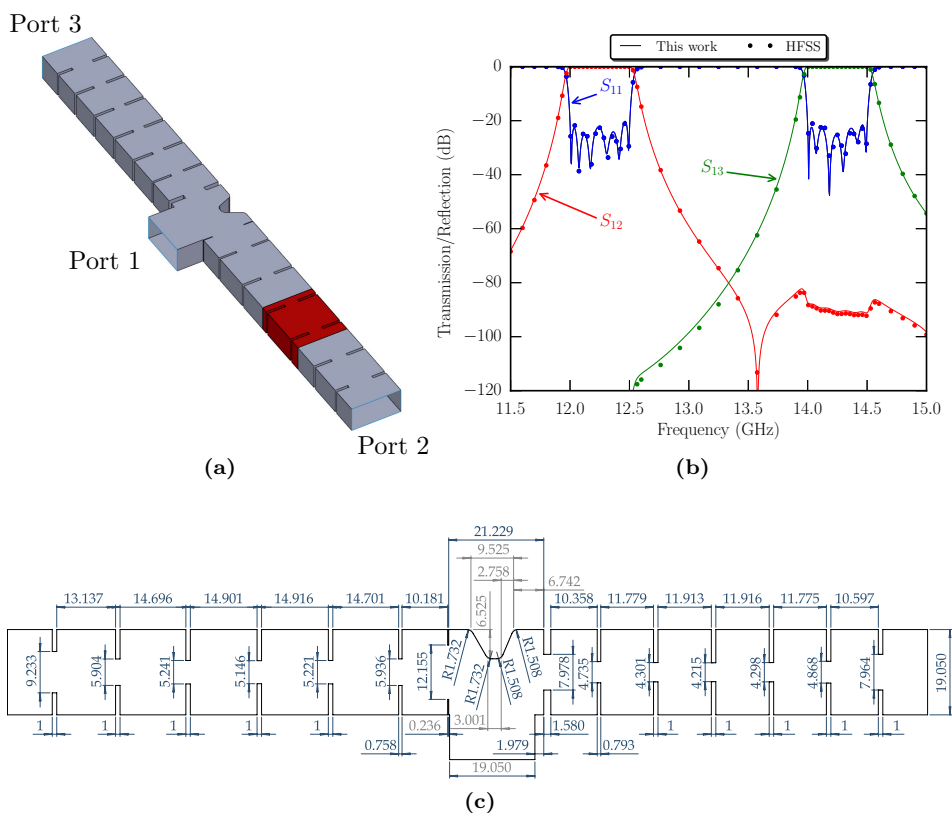 Port 3
Port 1
Port 2
(a)
This work
HFSS
Transmission/Reflection (dB)
0
−20
−40
−60
−80
−100
−120
S11
S13
S12
11.5 12.0 12.5 13.0 13.5 14.0 14.5 15.0
Frequency (GHz)
(b)
21.229
9.525
2.758
6.742
13.137 14.696 14.901 14.916 14.701 10.181 10.358 11.779 11.913 11.916 11.775 10.597
6.525
9.233 5.904 5.241 5.146 5.221 5.936 12.155 R1.732 R1.732 R1.508 R1.508 7.978 4.735 4.301 4.215 4.298 4.868 7.964 19.050
1 1 1 1 1 0.236 3.001 1.580 1 1 1 1 1
0.758 1.979 0.793
19.050
(c)